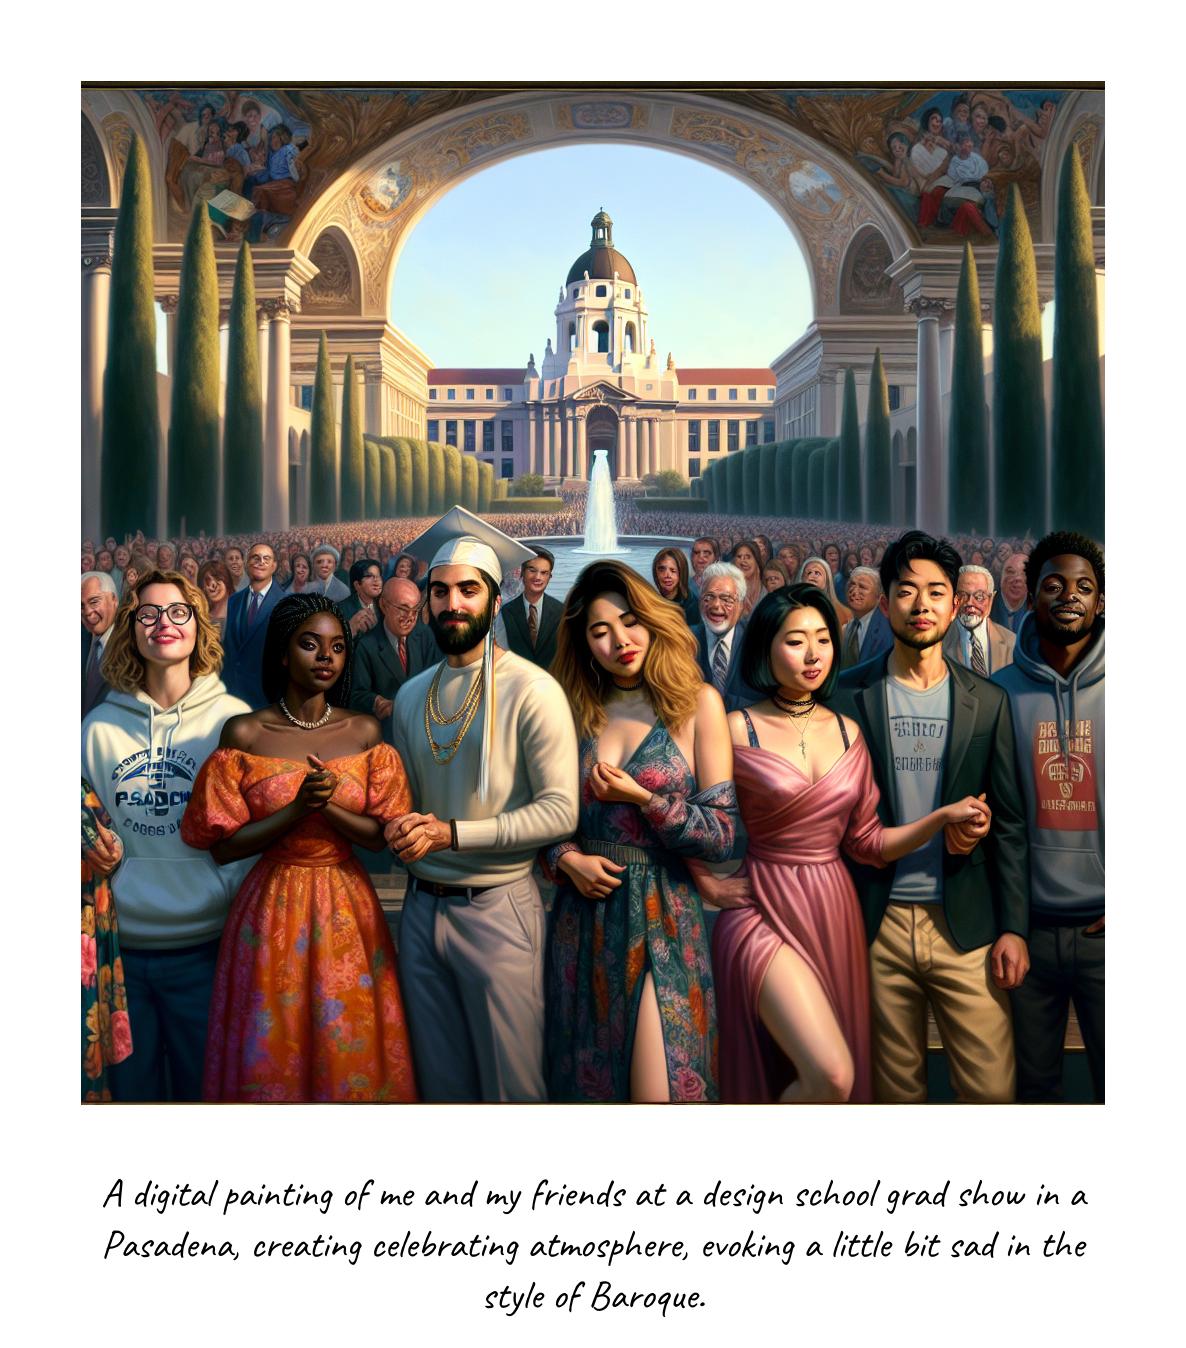 A digital painting of me and my friends at a design school grad show in a
Pasadena, creating celebrating atmosphere, evoking a little bit sad in the
style of Baroque.